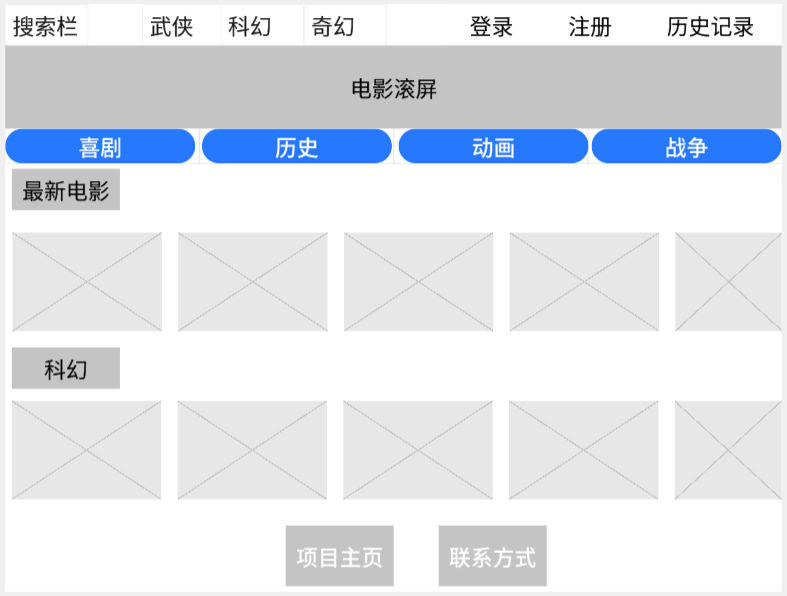 搜索栏 武侠 科幻 奇幻 登录 注册 历史记录
电影滚屏
喜剧 历史 动画 战争
最新电影
科幻
项目主页 联系方式